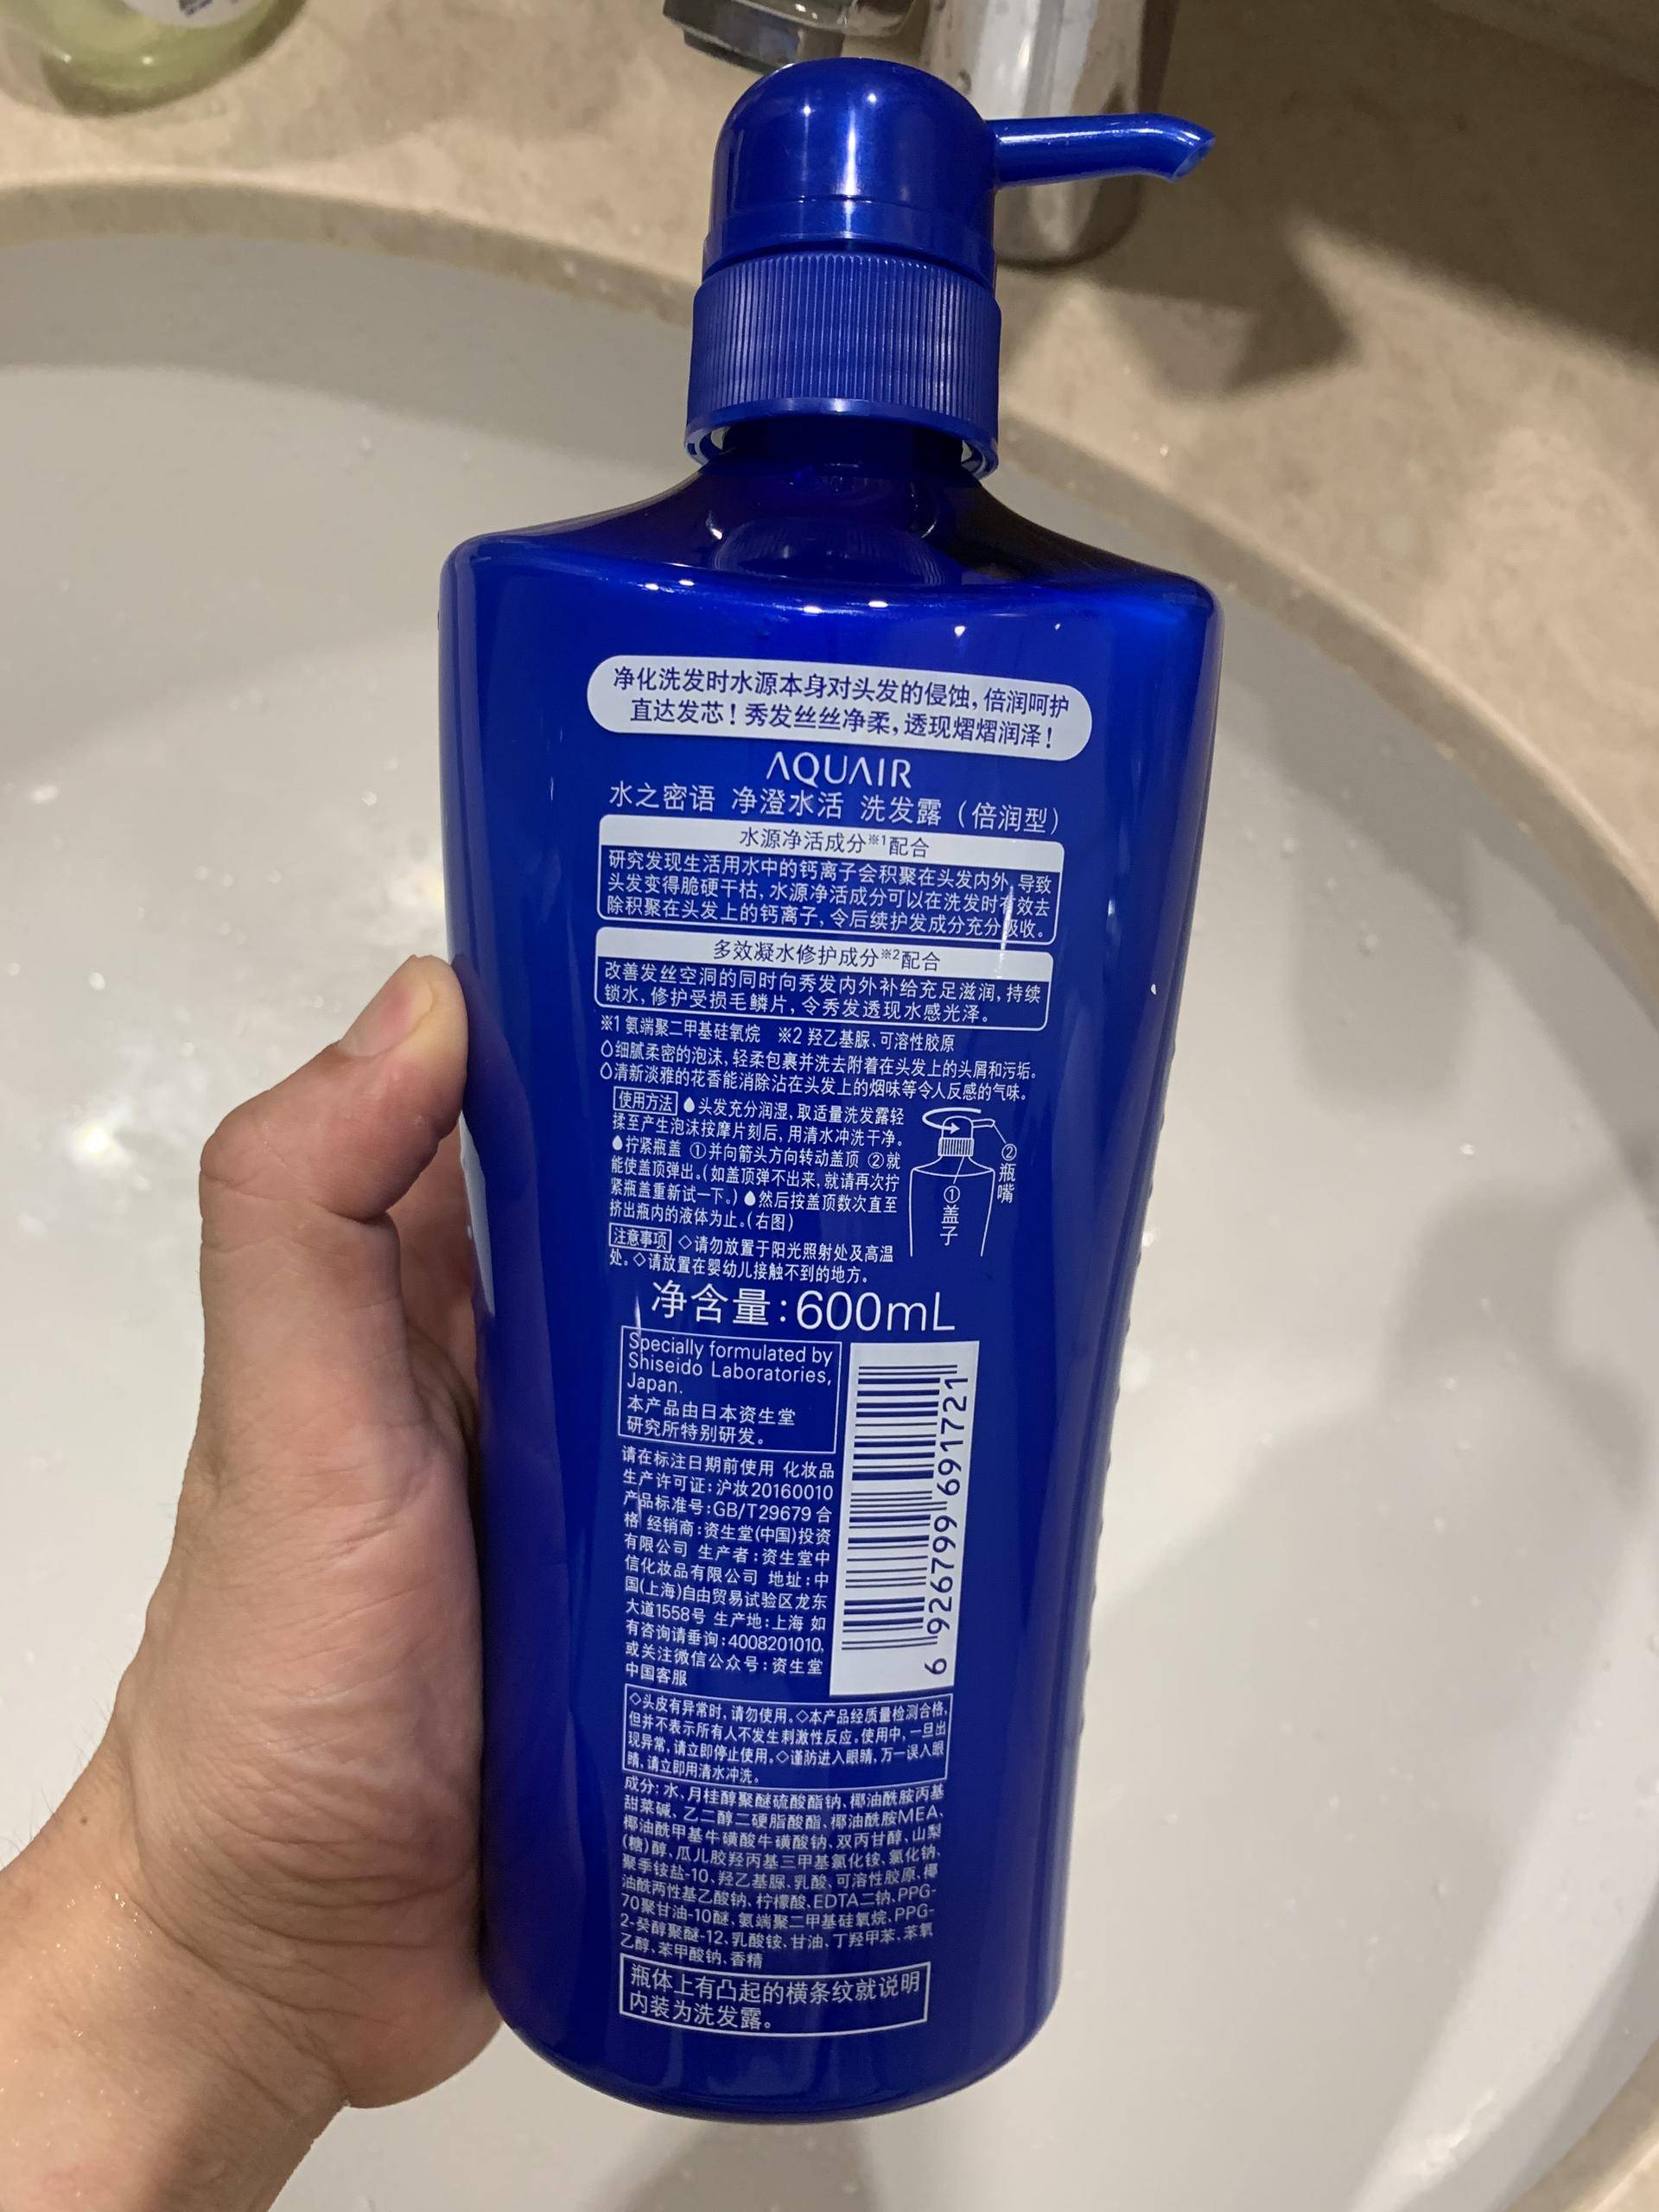 净化洗发时水源本身对头发的侵蚀,倍润呵护
直达发芯!秀发丝丝净柔,透现熠熠润泽!
AQUAIR
水之密语 净澄水活 洗发露(倍润型)
水源净活成分※1配合
研究发现生活用水中的钙离子会积聚在头发内外,导致
头发变得脆硬干枯,水源净活成分可以在洗发时有效去
除积聚在头发上的钙离子,令后续护发成分充分吸收。
多效凝水修护成分※2配合
改善发丝空洞的同时向秀发内外补给充足滋润,持续
锁水,修护受损毛鳞片,令秀发透现水感光泽。
※1 氨端聚二甲基硅氧烷 ※2 羟乙基脲、可溶性胶原
细腻柔密的泡沫,轻柔包裹并洗去附着在头发上的头屑和污垢。
清新淡雅的花香能消除沾在头发上的烟味等令人反感的气味。
使用方法 头发充分润湿,取适量洗发露轻
揉至产生泡沫按摩片刻后,用清水冲洗干净。
拧紧瓶盖 ①并向箭头方向转动盖顶 ②就
能使盖顶弹出。(如盖顶弹不出来,就请再次拧
紧瓶盖重新试一下。) 然后按盖顶数次直至
挤出瓶内的液体为止。(右图)
②瓶嘴
①盖子
注意事项 ◇请勿放置于阳光照射处及高温
处。◇请放置在婴幼儿接触不到的地方。
净含量:600mL
Specially formulated by
Shiseido Laboratories,
Japan.
本产品由日本资生堂
研究所特别研发。
请在标注日期前使用 化妆品
生产许可证:沪妆20160010
产品标准号:GB/T29679 合
格 经销商:资生堂(中国)投资
有限公司 生产者:资生堂中
信化妆品有限公司 地址:中
国(上海)自由贸易试验区龙东
大道1558号 生产地:上海 如
有咨询请垂询:4008201010,
或关注微信公众号:资生堂
中国客服
6 926799 691721
◇头皮有异常时,请勿使用。◇本产品经质量检测合格,
但并不表示所有人不发生刺激性反应。使用中,一旦出
现异常,请立即停止使用。◇谨防进入眼睛,万一误入眼
睛,请立即用清水冲洗。
成分:水、月桂醇聚醚硫酸酯钠、椰油酰胺丙基
甜菜碱、乙二醇二硬脂酸酯、椰油酰胺MEA、
椰油酰甲基牛磺酸牛磺酸钠、双丙甘醇、山梨
(糖)醇、瓜儿胶羟丙基三甲基氯化铵、氯化钠、
聚季铵盐-10、羟乙基脲、乳酸、可溶性胶原、椰
油酰两性基乙酸钠、柠檬酸、EDTA二钠、PPG-
70聚甘油-10醚、氨端聚二甲基硅氧烷、PPG-
2-癸醇聚醚-12、乳酸铵、甘油、丁羟甲苯、苯氧
乙醇、苯甲酸钠、香精
瓶体上有凸起的横条纹就说明
内装为洗发露。